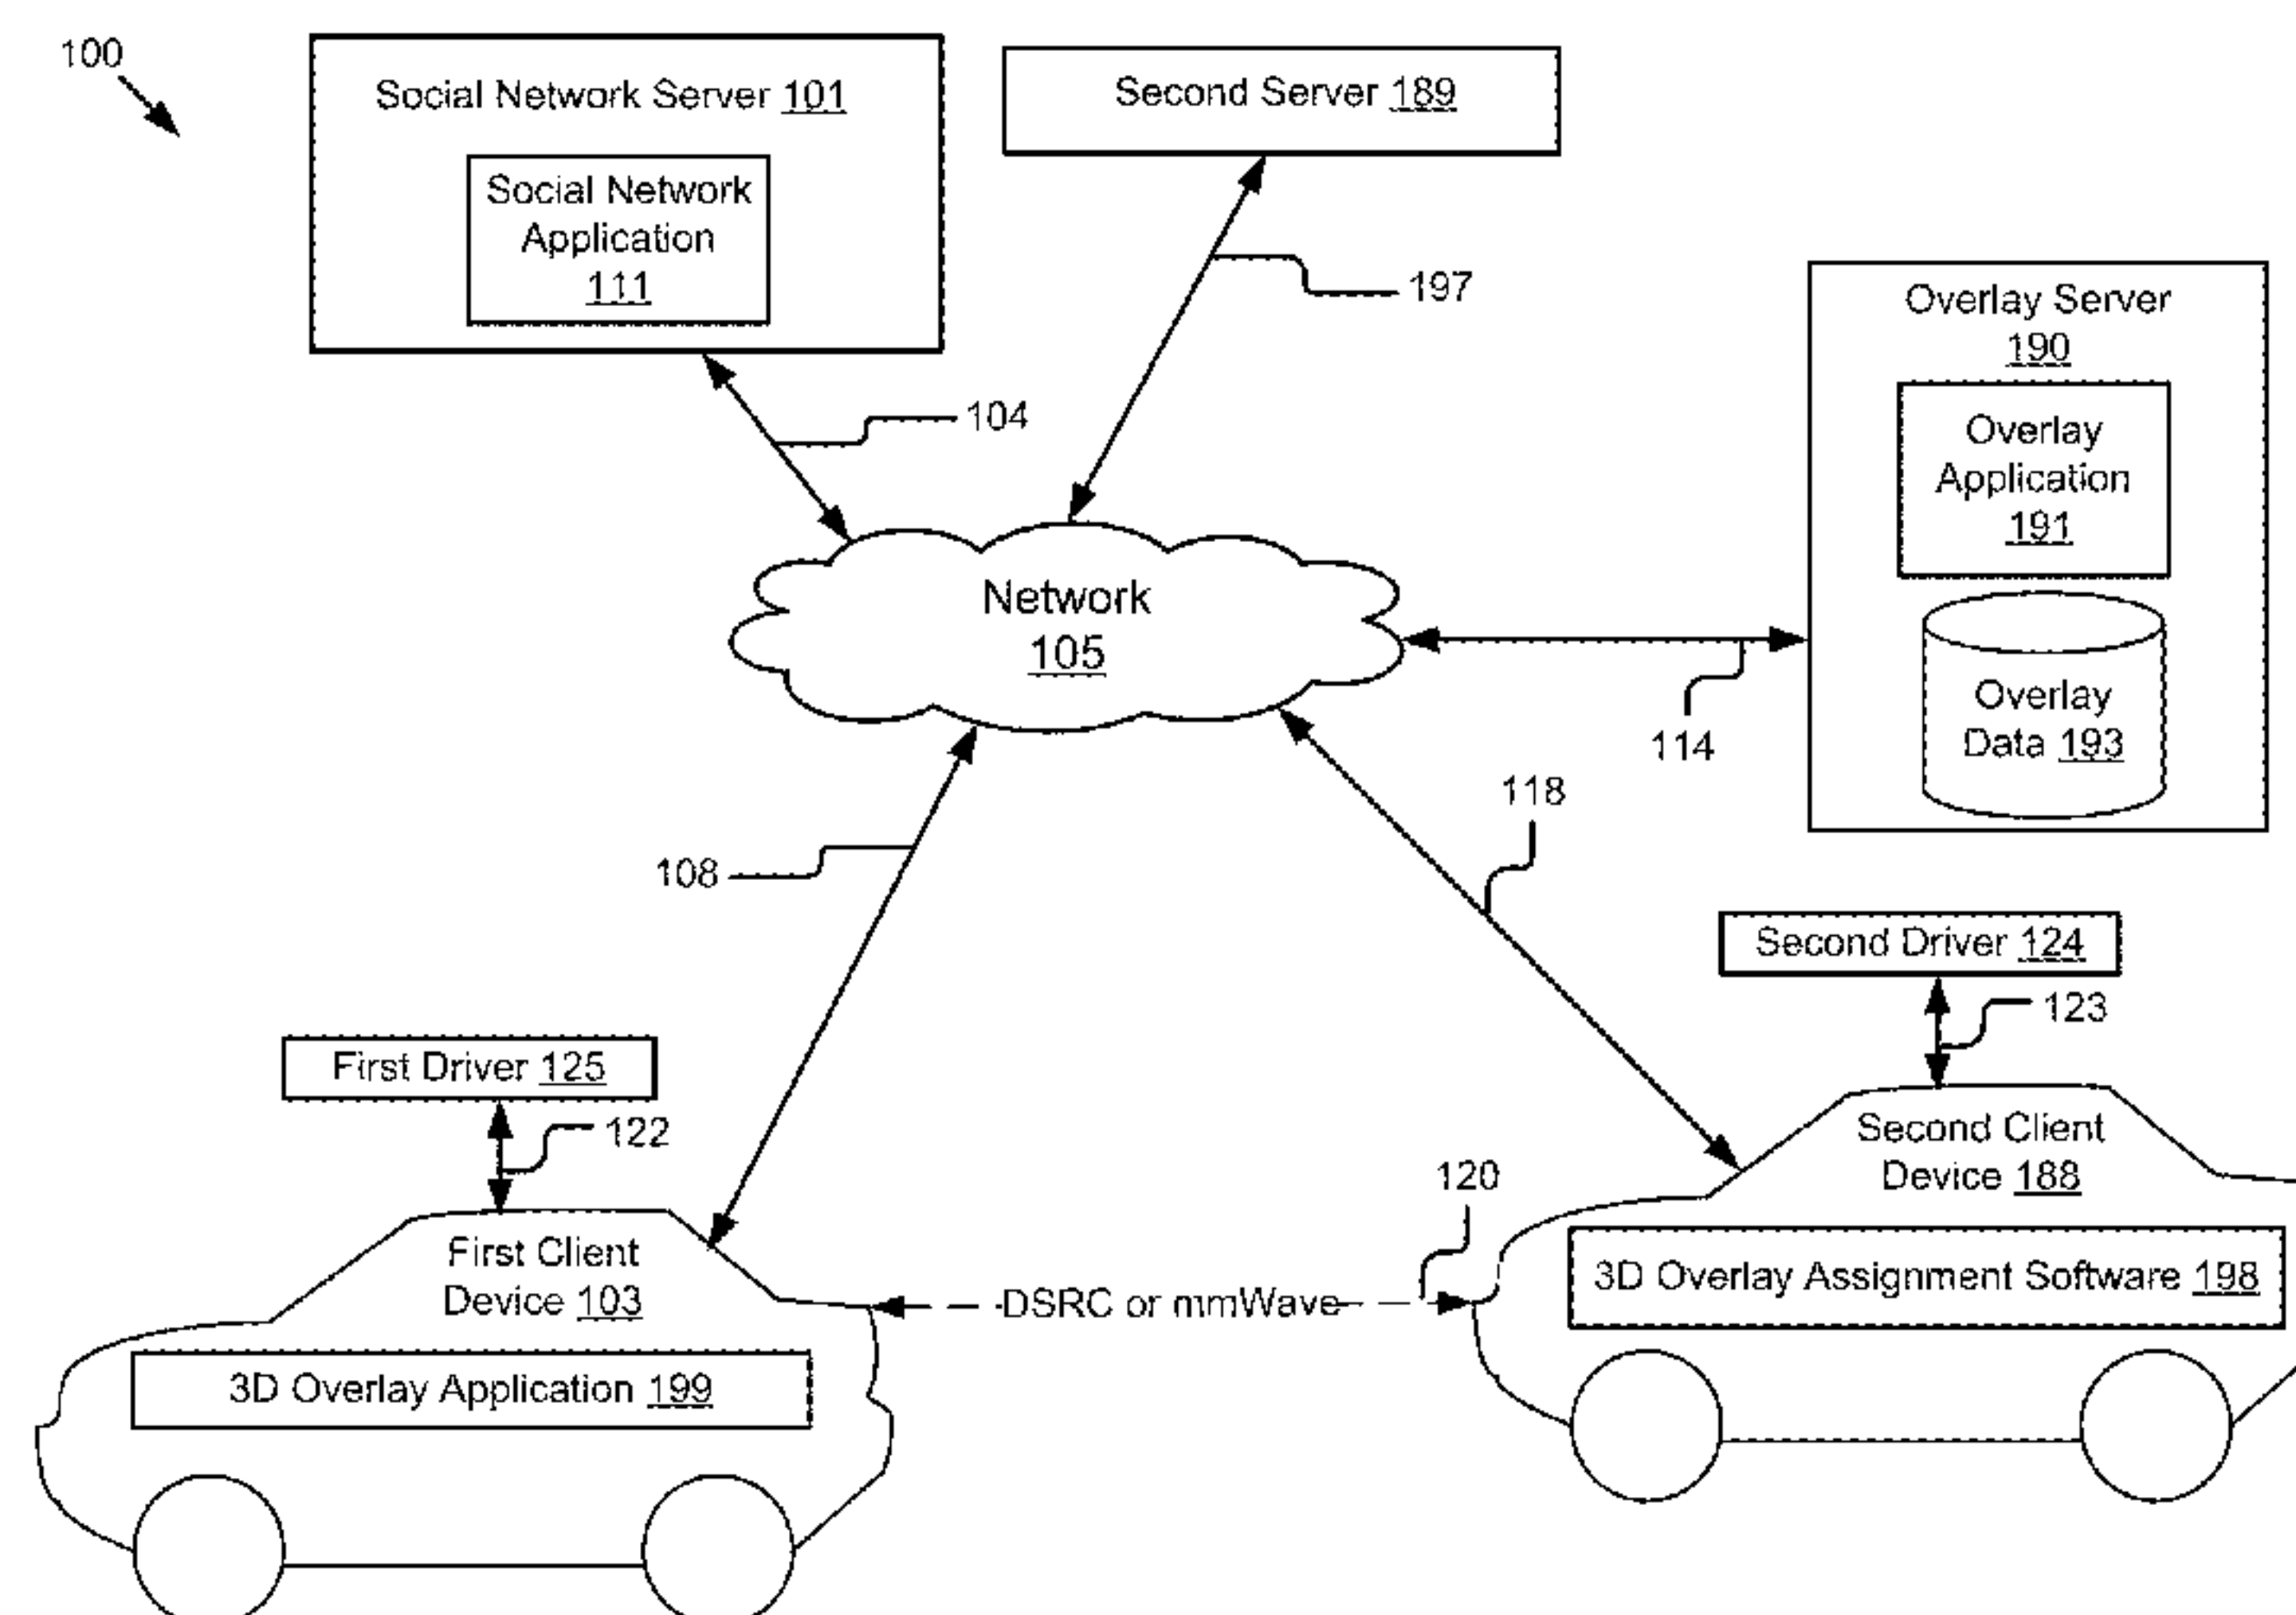 100
Social Network Server 101
Social Network
Application
111
Second Server 189
197
104
Overlay Server
190
Overlay
Application
191
Overlay
Data 193
Network
105
114
118
108
Second Driver 124
123
First Driver 125
122
Second Client
Device 188
120
3D Overlay Assignment Software 198
First Client
Device 103
DSRC or mmWave
3D Overlay Application 199